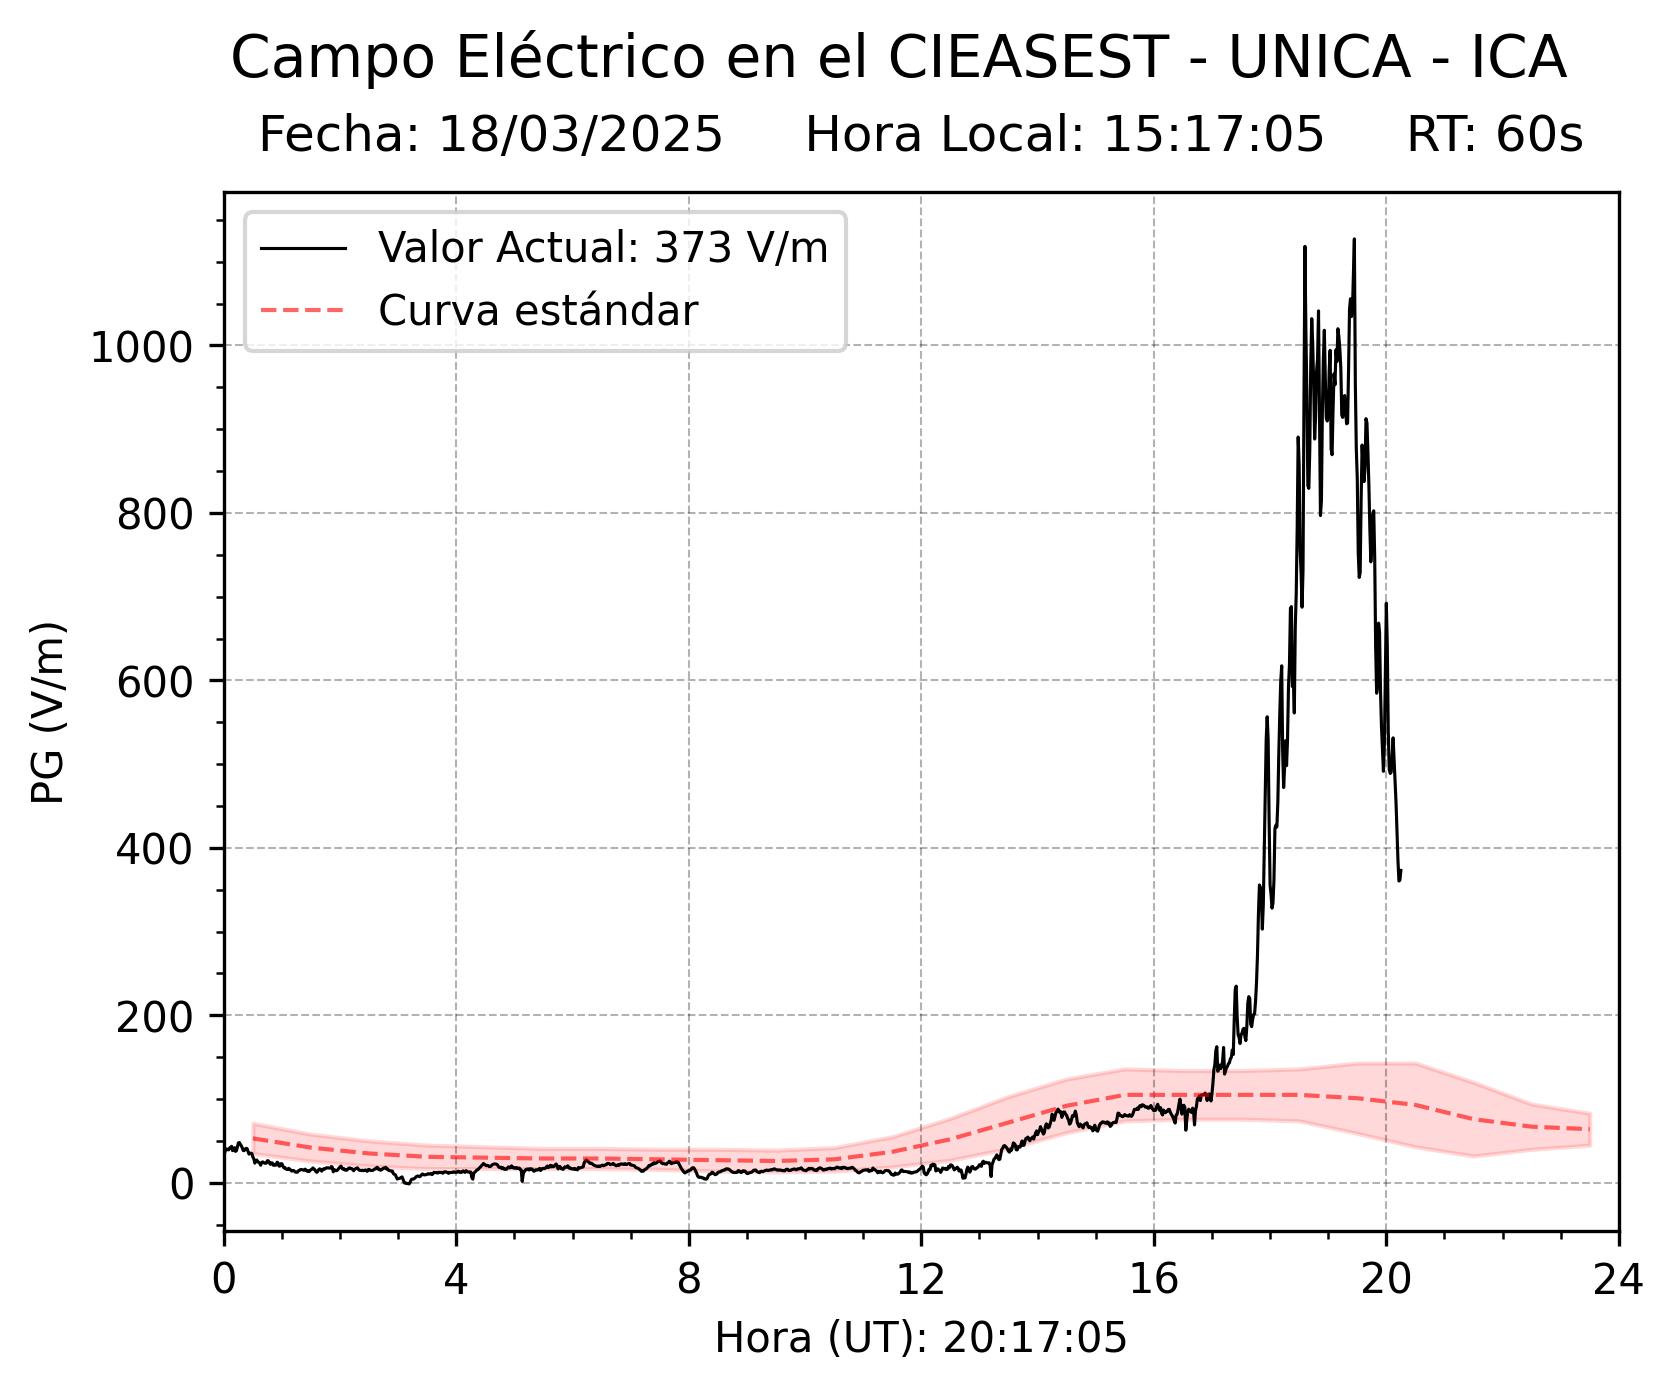 Campo Eléctrico en el CIEASEST - UNICA - ICA
Fecha: 18/03/2025 Hora Local: 15:17:05 RT: 60s
Valor Actual: 373 V/m
Curva estándar
PG (V/m)
1000
800
600
400
200
0
0 4 8 12 16 20 24
Hora (UT): 20:17:05